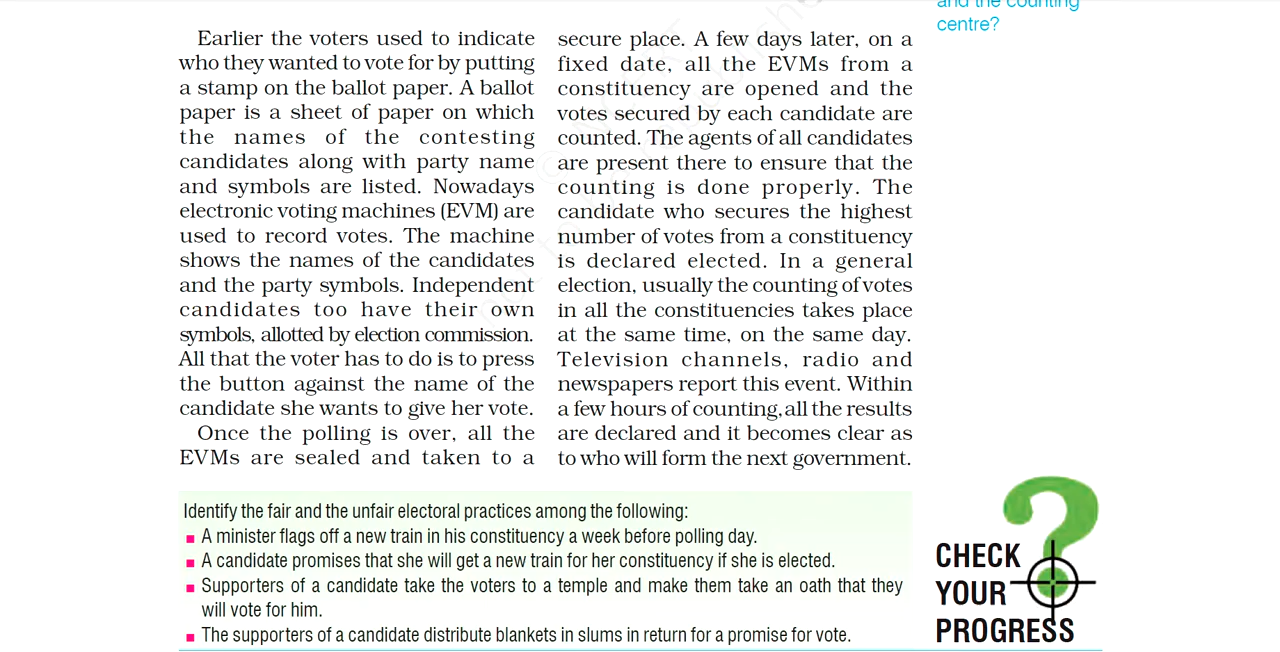 and the counting
centre?
Earlier the voters used to indicate
who they wanted to vote for by putting
a stamp on the ballot paper. A ballot
paper is a sheet of paper on which
the names of the contesting
candidates along with party name
and symbols are listed. Nowadays
electronic voting machines (EVM) are
used to record votes. The machine
shows the names of the candidates
and the party symbols. Independent
candidates too have their own
symbols, allotted by election commission.
All that the voter has to do is to press
the button against the name of the
candidate she wants to give her vote.
Once the polling is over, all the
EVMs are sealed and taken to a
secure place. A few days later, on a
fixed date, all the EVMs from a
constituency are opened and the
votes secured by each candidate are
counted. The agents of all candidates
are present there to ensure that the
counting is done properly. The
candidate who secures the highest
number of votes from a constituency
is declared elected. In a general
election, usually the counting of votes
in all the constituencies takes place
at the same time, on the same day.
Television channels, radio and
newspapers report this event. Within
a few hours of counting, all the results
are declared and it becomes clear as
to who will form the next government.
Identify the fair and the unfair electoral practices among the following:
■ A minister flags off a new train in his constituency a week before polling day.
■ A candidate promises that she will get a new train for her constituency if she is elected.
■ Supporters of a candidate take the voters to a temple and make them take an oath that they
will vote for him.
■ The supporters of a candidate distribute blankets in slums in return for a promise for vote.
CHECK
YOUR
PROGRESS